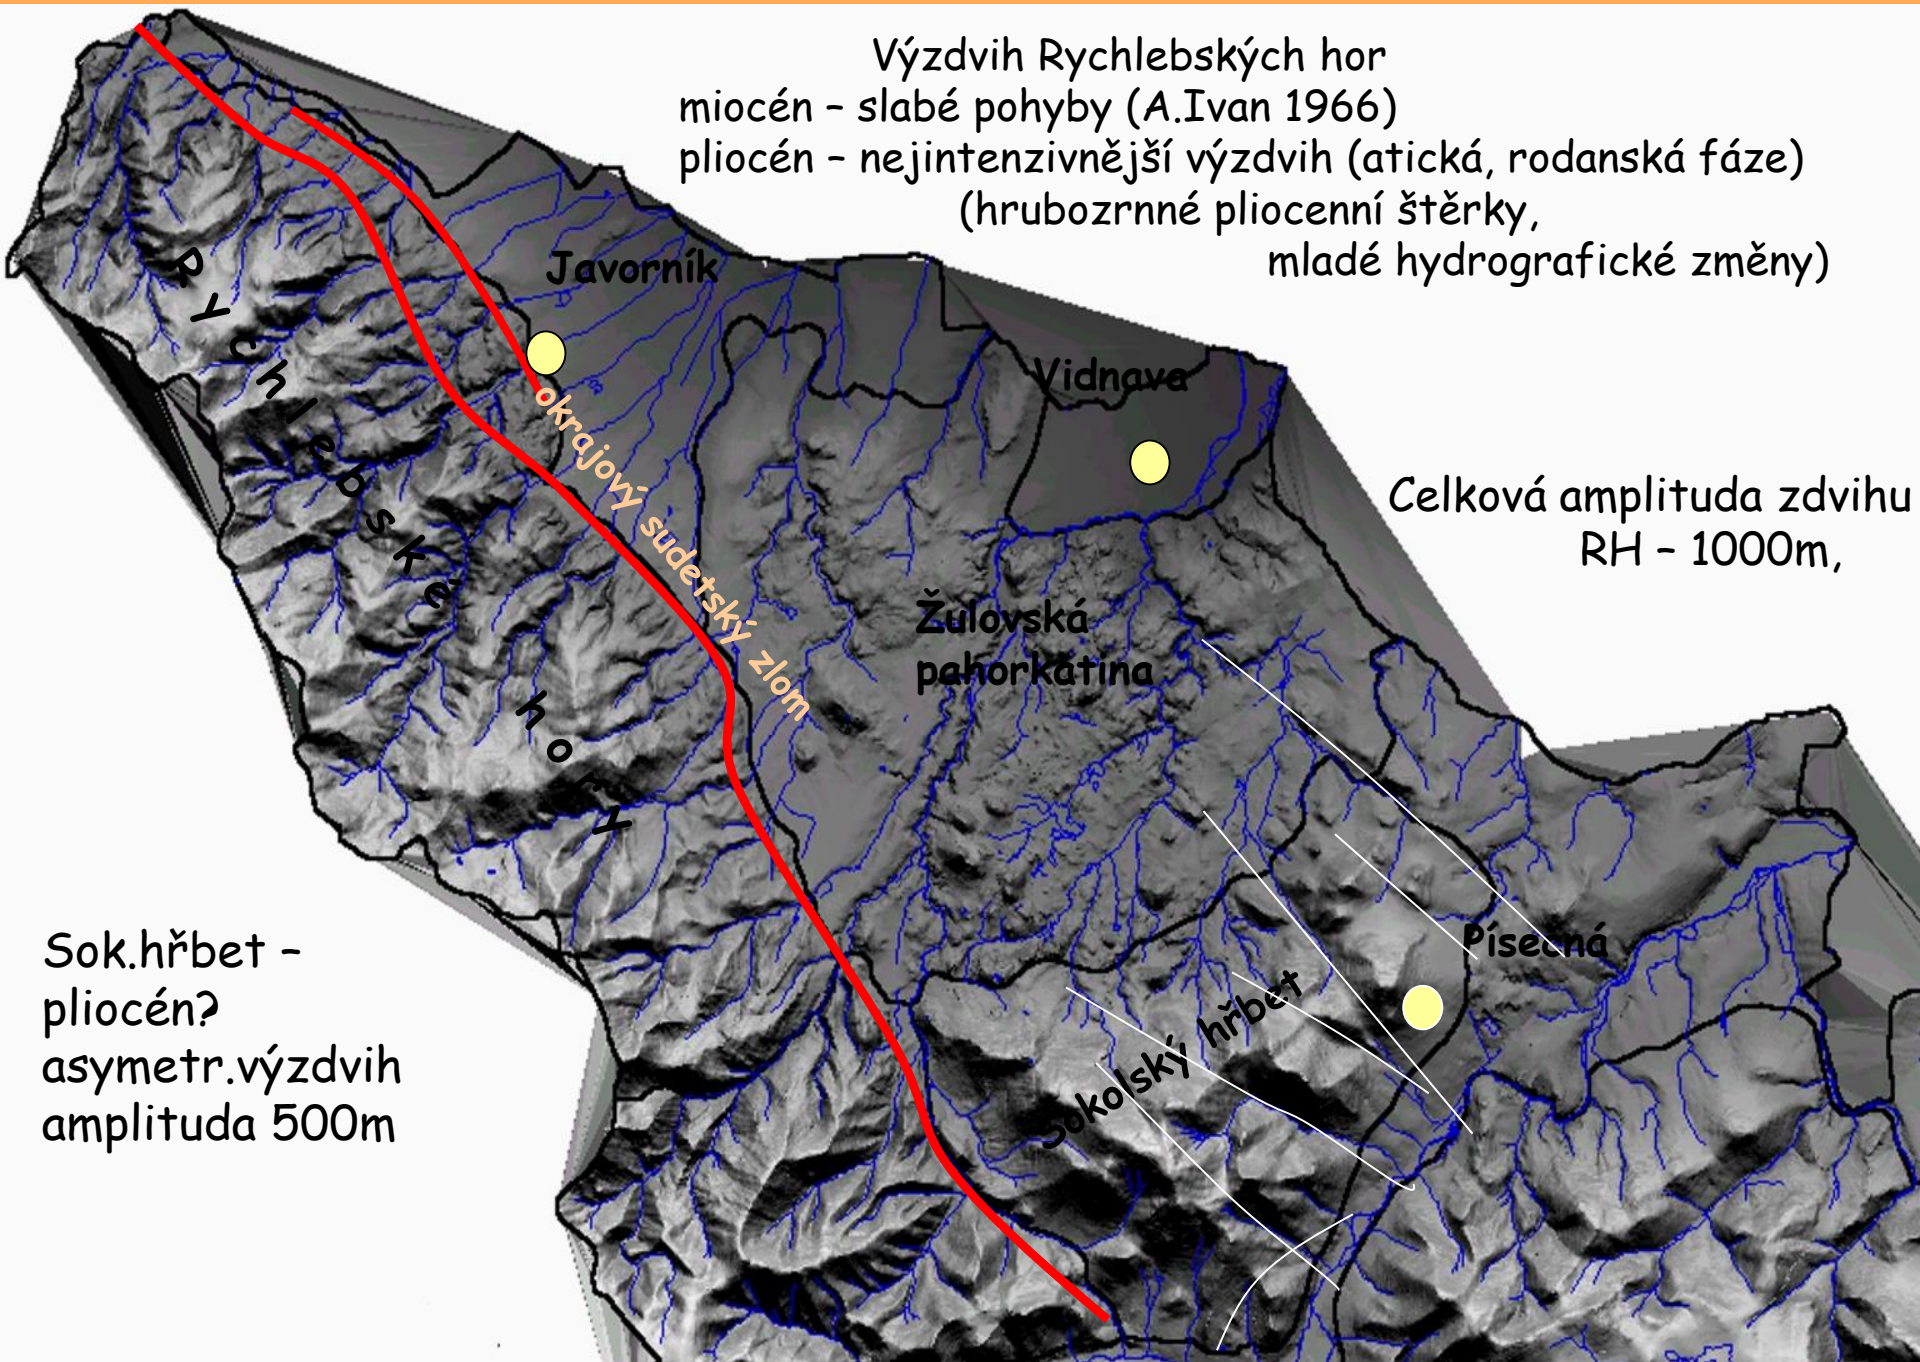 Výzdvih Rychlebských hor
miocén – slabé pohyby (A.Ivan 1966)
pliocén – nejintenzivnější výzdvih (atická, rodanská fáze)
(hrubozrnné pliocenní štěrky,
mladé hydrografické změny)
Javorník
Vidnava
Rychlebské hory
okrajový sudetský zlom
Celková amplituda zdvihu
RH – 1000m,
Žulovská
pahorkatina
Písečná
Sokolský hřbet
Sok.hřbet –
pliocén?
asymetr.výzdvih
amplituda 500m